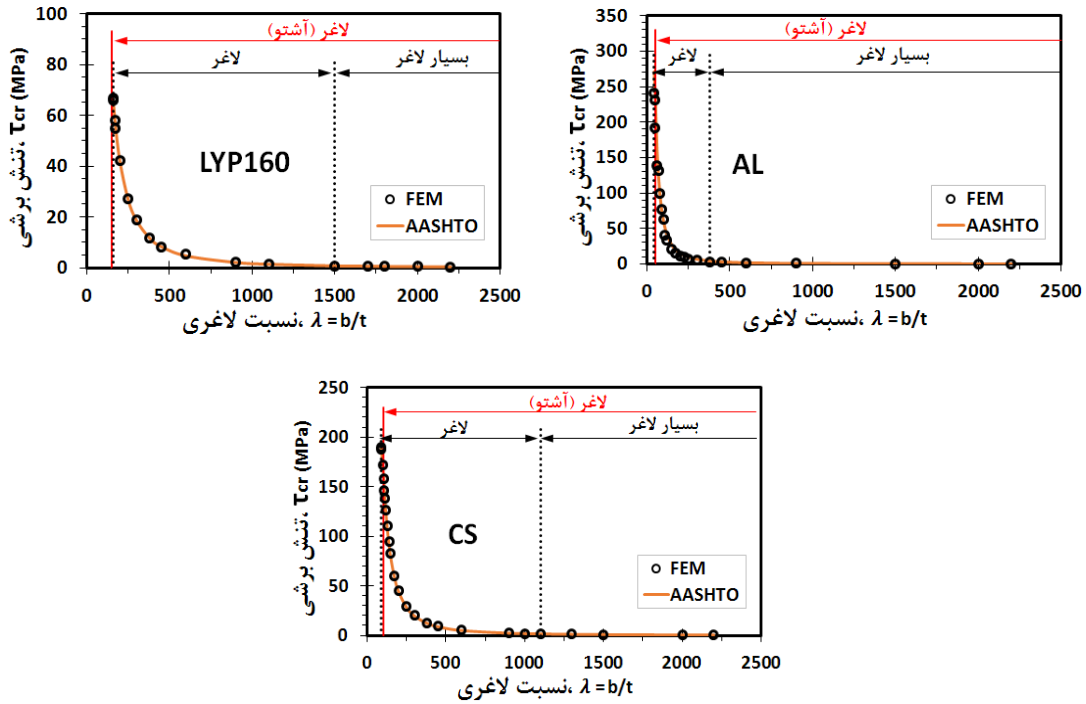 تنش برشی، τcr (MPa)
100
80
60
40
20
0
لاغر (آشتو)
لاغر
بسیار لاغر
LYP160
FEM
AASHTO
0 500 1000 1500 2000 2500
نسبت لاغری، λ = b/t
تنش برشی، τcr (MPa)
350
300
250
200
150
100
50
0
لاغر (آشتو)
لاغر
بسیار لاغر
AL
FEM
AASHTO
0 500 1000 1500 2000 2500
نسبت لاغری، λ = b/t
تنش برشی، τcr (MPa)
250
200
150
100
50
0
لاغر (آشتو)
لاغر
بسیار لاغر
CS
FEM
AASHTO
0 500 1000 1500 2000 2500
نسبت لاغری، λ = b/t